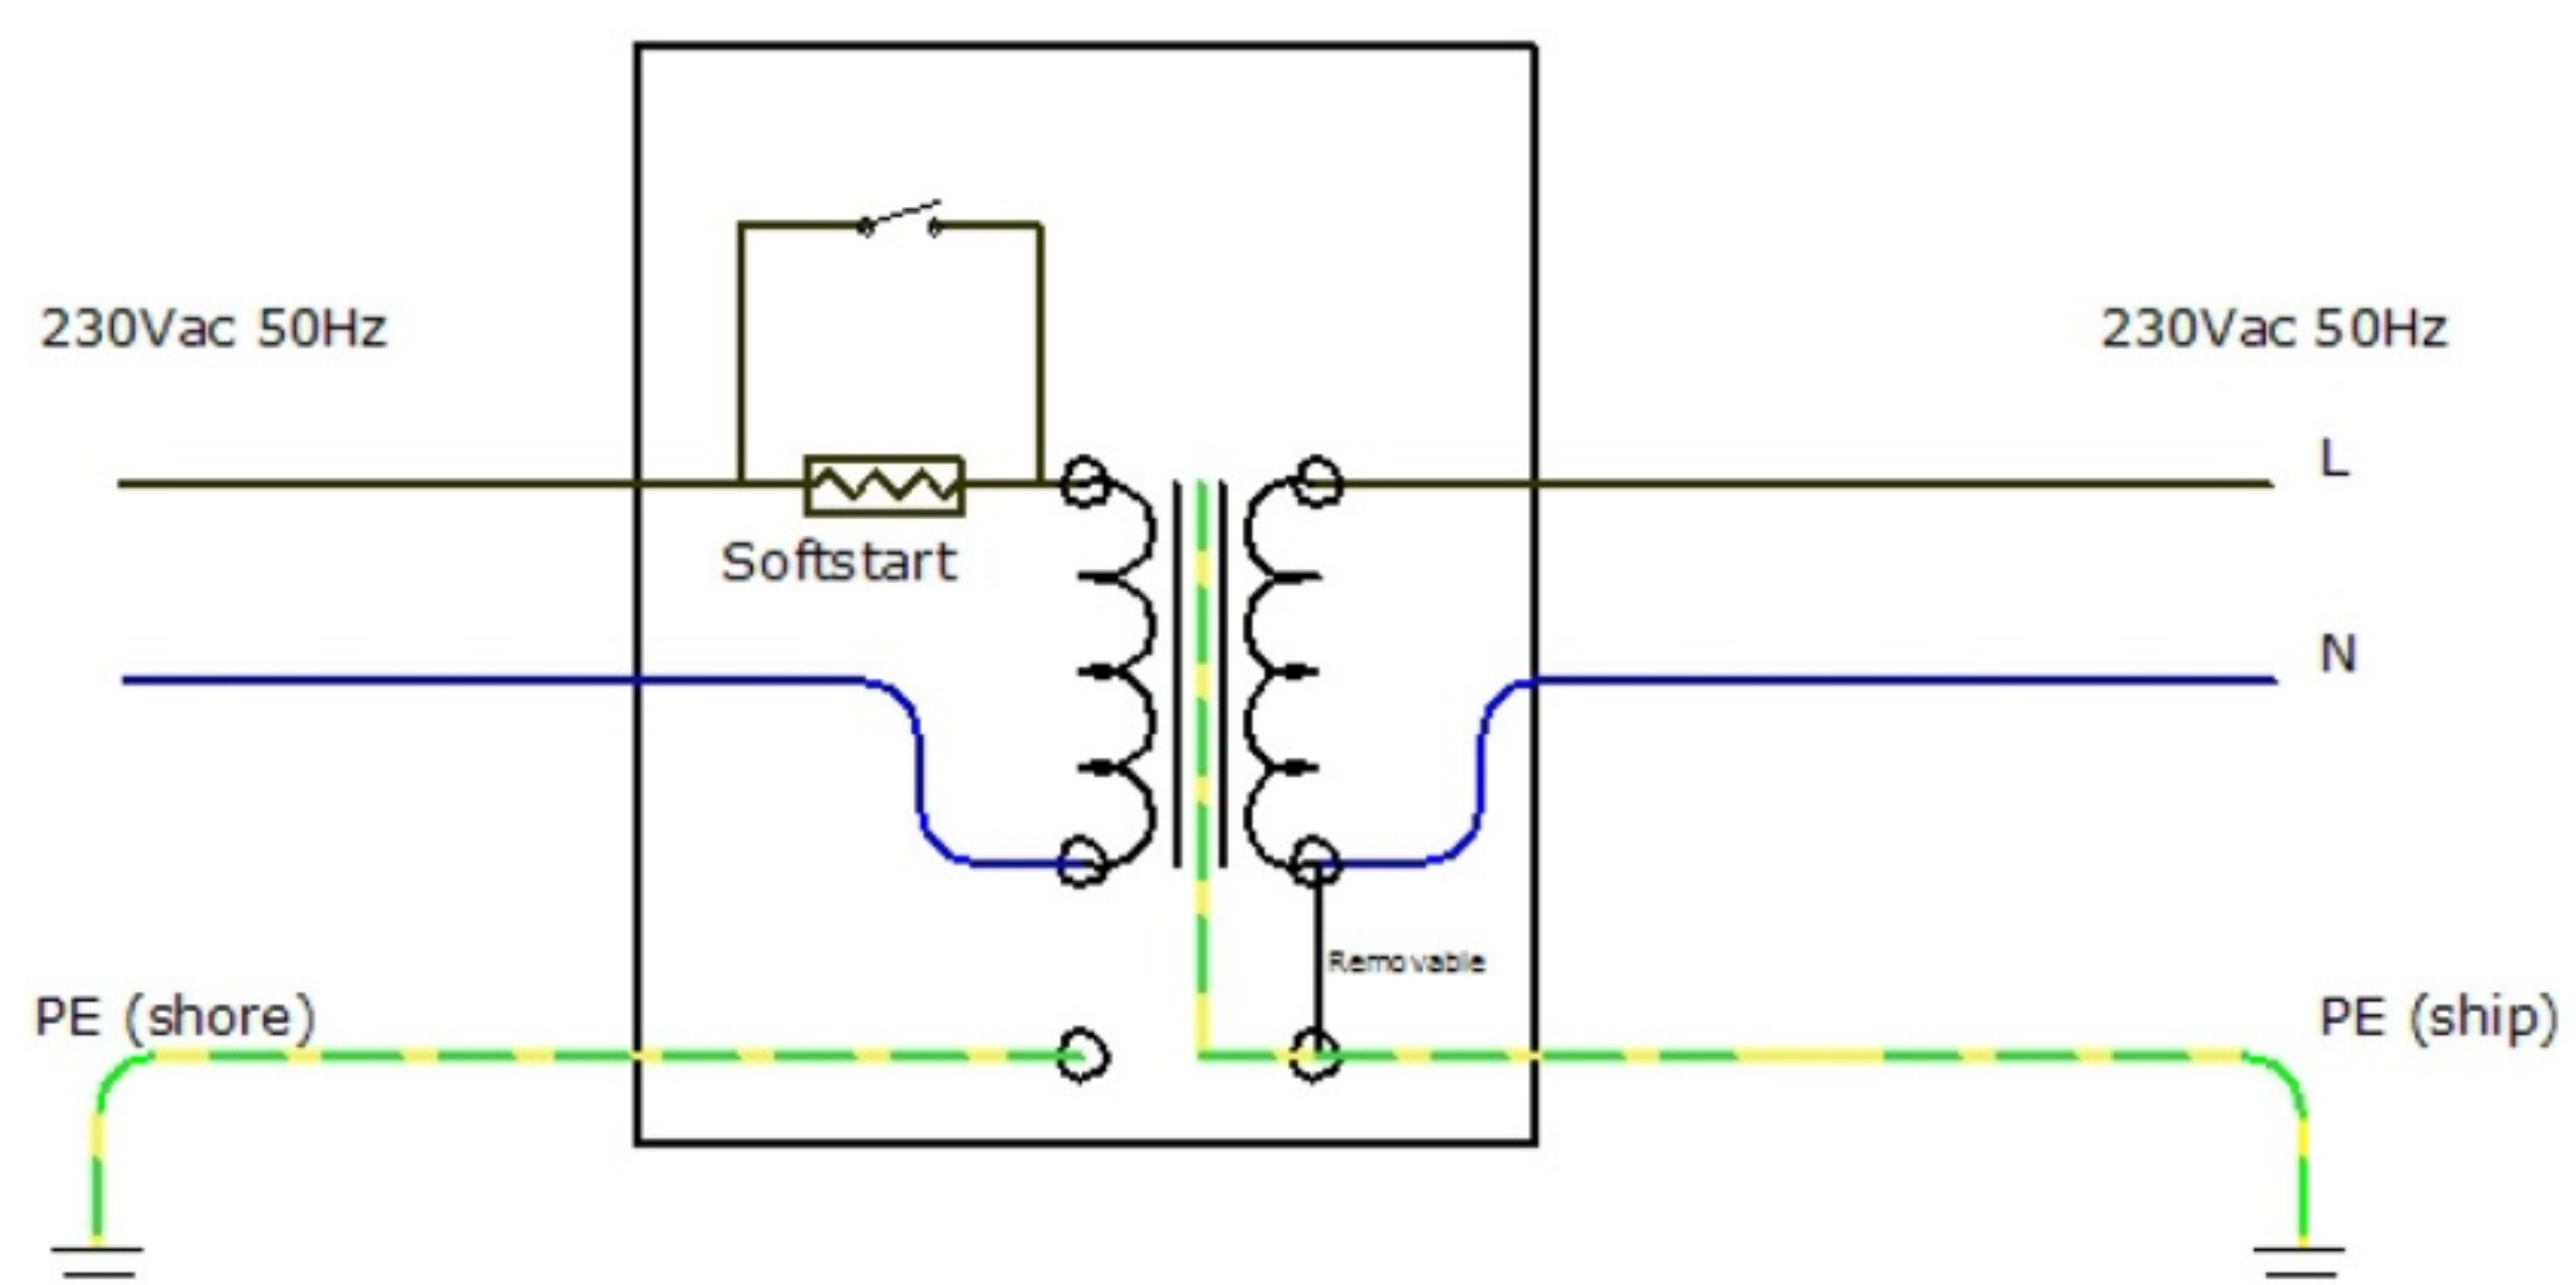 230Vac 50Hz
230Vac 50Hz
L
Softstart
N
Removable
PE (shore)
PE (ship)